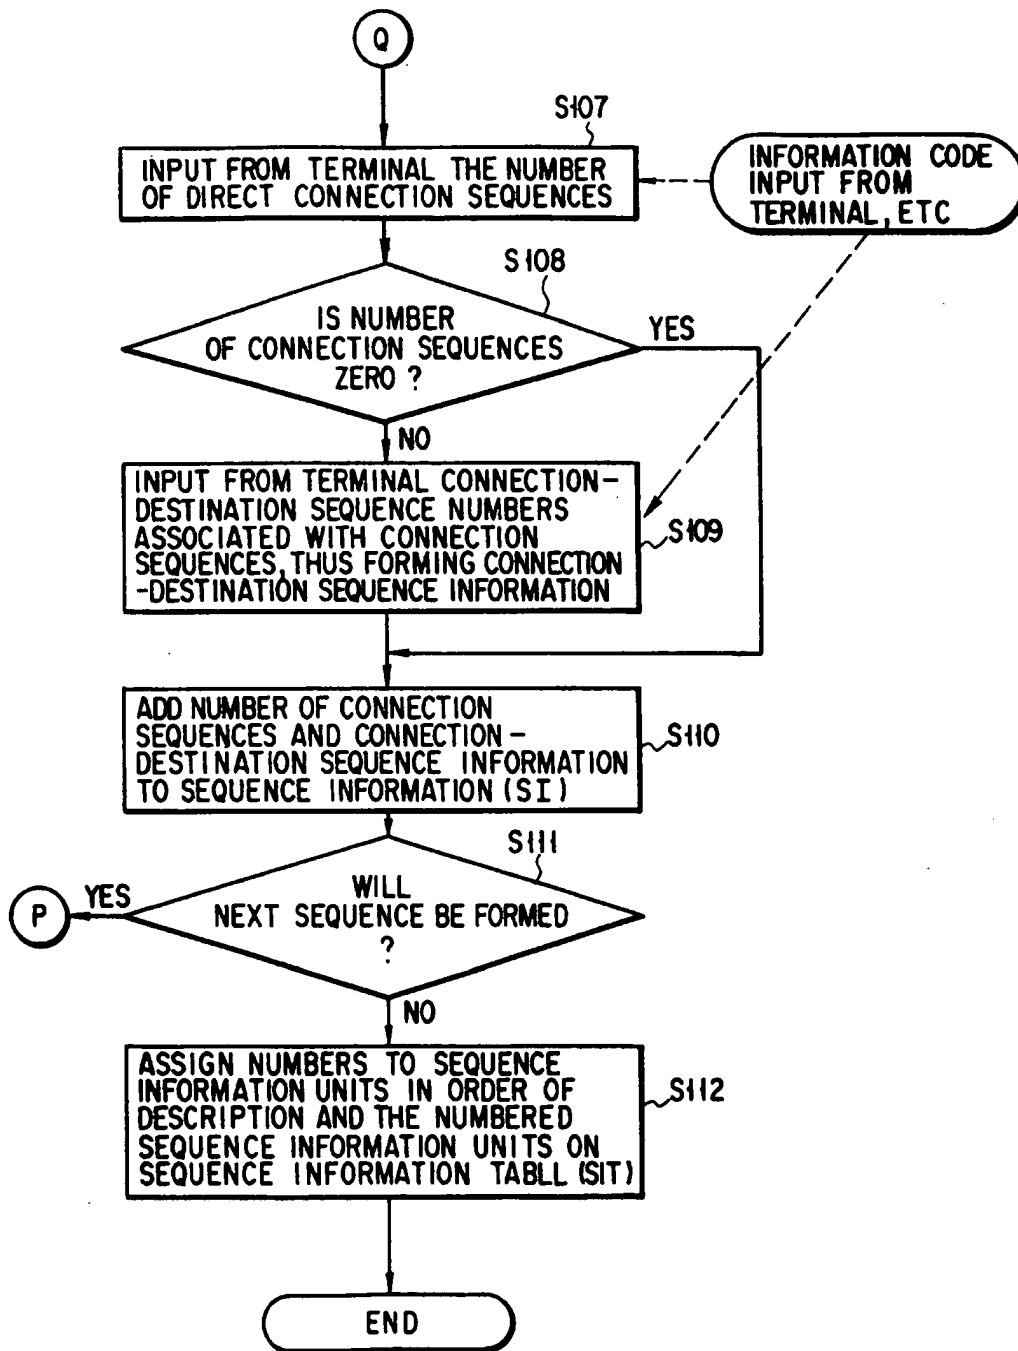 Q
S107
INPUT FROM TERMINAL THE NUMBER
OF DIRECT CONNECTION SEQUENCES
INFORMATION CODE
INPUT FROM
TERMINAL, ETC
S108
IS NUMBER
OF CONNECTION SEQUENCES
ZERO ?
YES
NO
INPUT FROM TERMINAL CONNECTION-
DESTINATION SEQUENCE NUMBERS
ASSOCIATED WITH CONNECTION
SEQUENCES, THUS FORMING CONNECTION
-DESTINATION SEQUENCE INFORMATION
S109
ADD NUMBER OF CONNECTION
SEQUENCES AND CONNECTION-
DESTINATION SEQUENCE INFORMATION
TO SEQUENCE INFORMATION (SI)
S110
S111
WILL
NEXT SEQUENCE BE FORMED
?
YES
P
NO
ASSIGN NUMBERS TO SEQUENCE
INFORMATION UNITS IN ORDER OF
DESCRIPTION AND THE NUMBERED
SEQUENCE INFORMATION UNITS ON
SEQUENCE INFORMATION TABLL (SIT)
S112
END